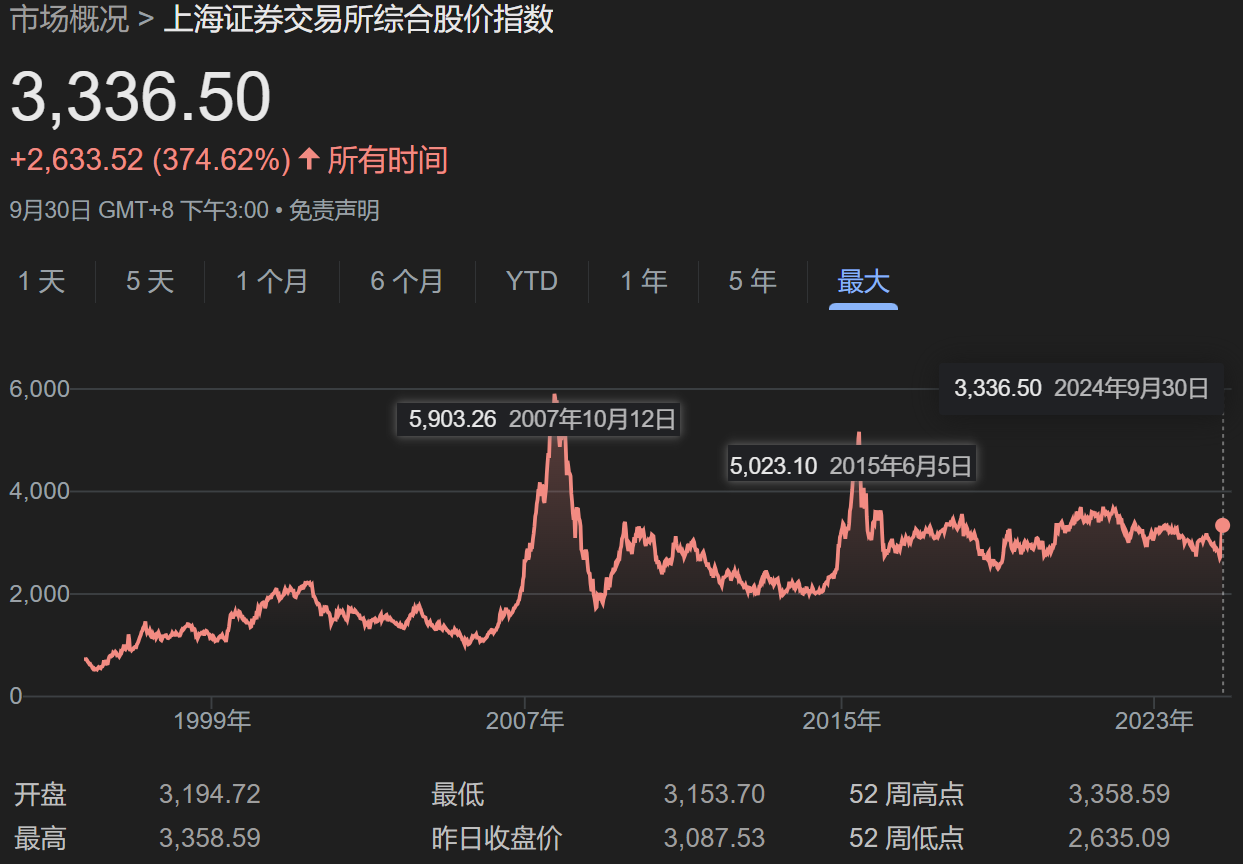 市场概况 > 上海证券交易所综合股价指数
3,336.50
+2,633.52 (374.62%) ↑ 所有时间
9月30日 GMT+8 下午3:00 • 免责声明
1 天 5 天 1 个月 6 个月 YTD 1 年 5 年 最大
6,000
3,336.50 2024年9月30日
5,903.26 2007年10月12日
5,023.10 2015年6月5日
4,000
2,000
0
1999年 2007年 2015年 2023年
开盘 3,194.72 最低 3,153.70 52 周高点 3,358.59
最高 3,358.59 昨日收盘价 3,087.53 52 周低点 2,635.09